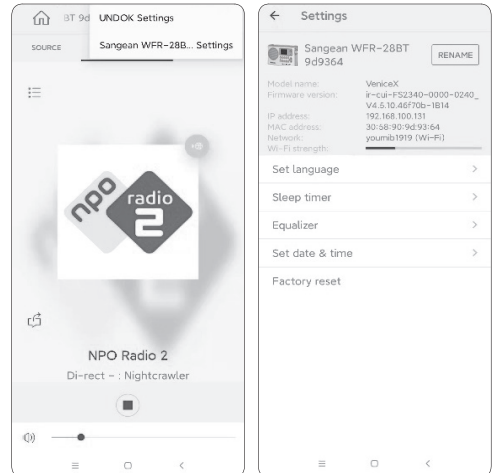 BT 9d
UNDOK Settings
SOURCE
Sangean WFR-28B... Settings
npo
radio
2
NPO Radio 2
Di-rect - : Nightcrawler
Settings
Sangean WFR-28BT
9d9364
RENAME
Model name: VeniceX
Firmware version: ir-cui-FS2340-0000-0240_
V4.6.10.46f70b-1B14
IP address: 192.168.100.131
MAC address: 30:58:90:9d:93:64
Network: youmib1919 (Wi-Fi)
Wi-Fi strength:
Set language
Sleep timer
Equalizer
Set date & time
Factory reset